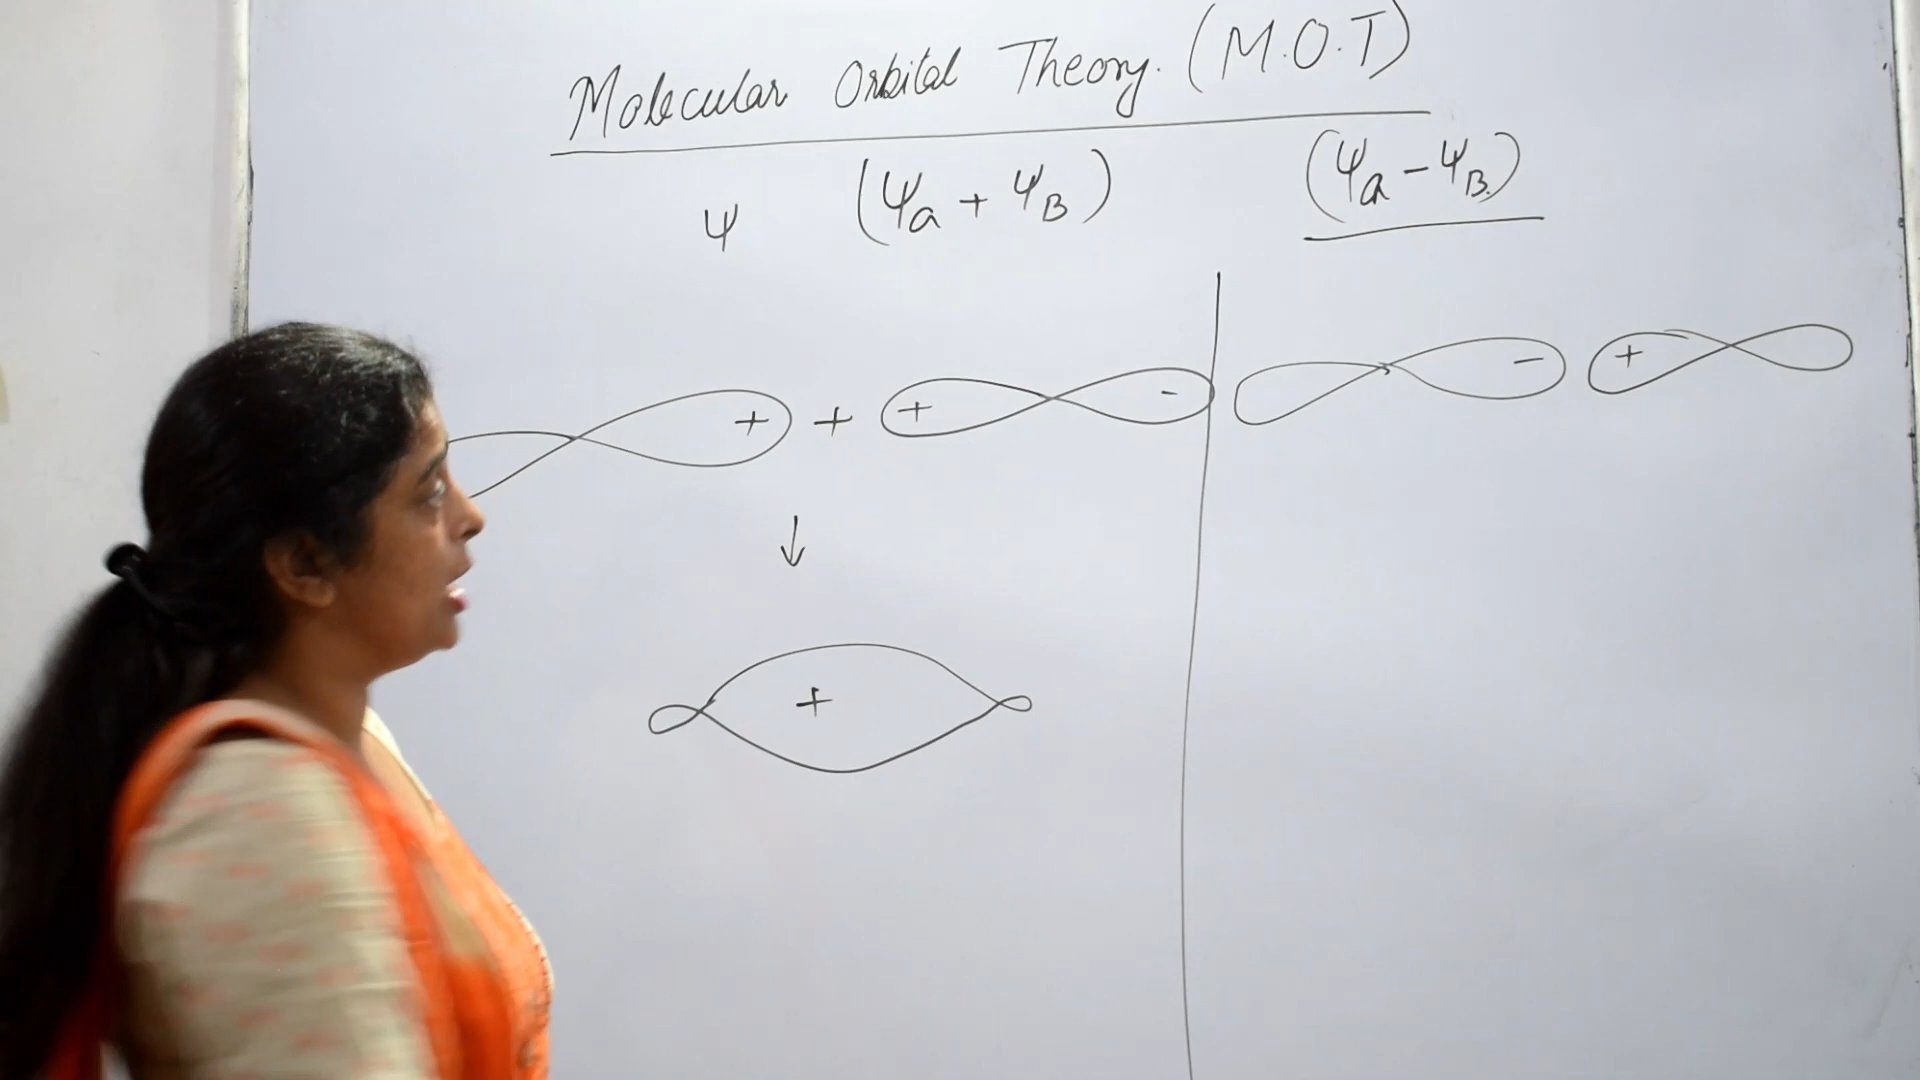 Molecular Orbital Theory. (M.O.T)
ψ (ψa + ψB) (ψa - ψB.)
+ + + - - +
↓
+